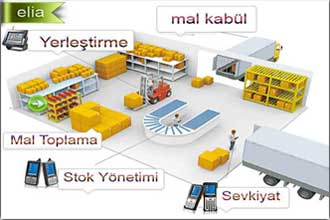 elia
mal kabül
Yerleştirme
Mal Toplama
Stok Yönetimi
Sevkiyat